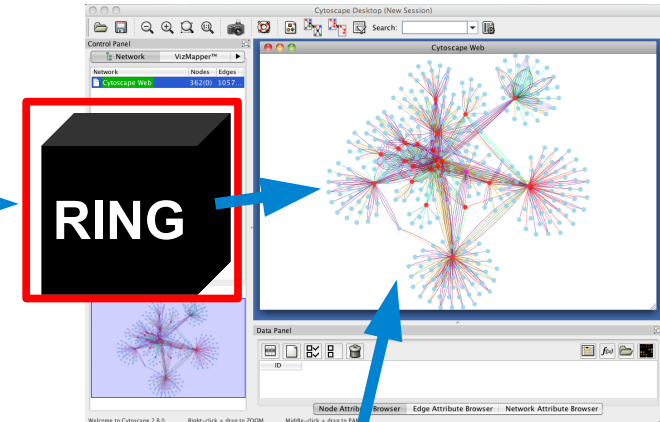 Cytoscape Desktop (New Session)
Search:
Control Panel
Network VizMapper™
Network Nodes Edges
Cytoscape Web 362(0) 1057...
Cytoscape Web
RING
Data Panel
f(x)
ID
Node Attribute Browser Edge Attribute Browser Network Attribute Browser
Welcome to Cytoscape 2.8.0 Right-click + drag to ZOOM Middle-click + drag to PAN